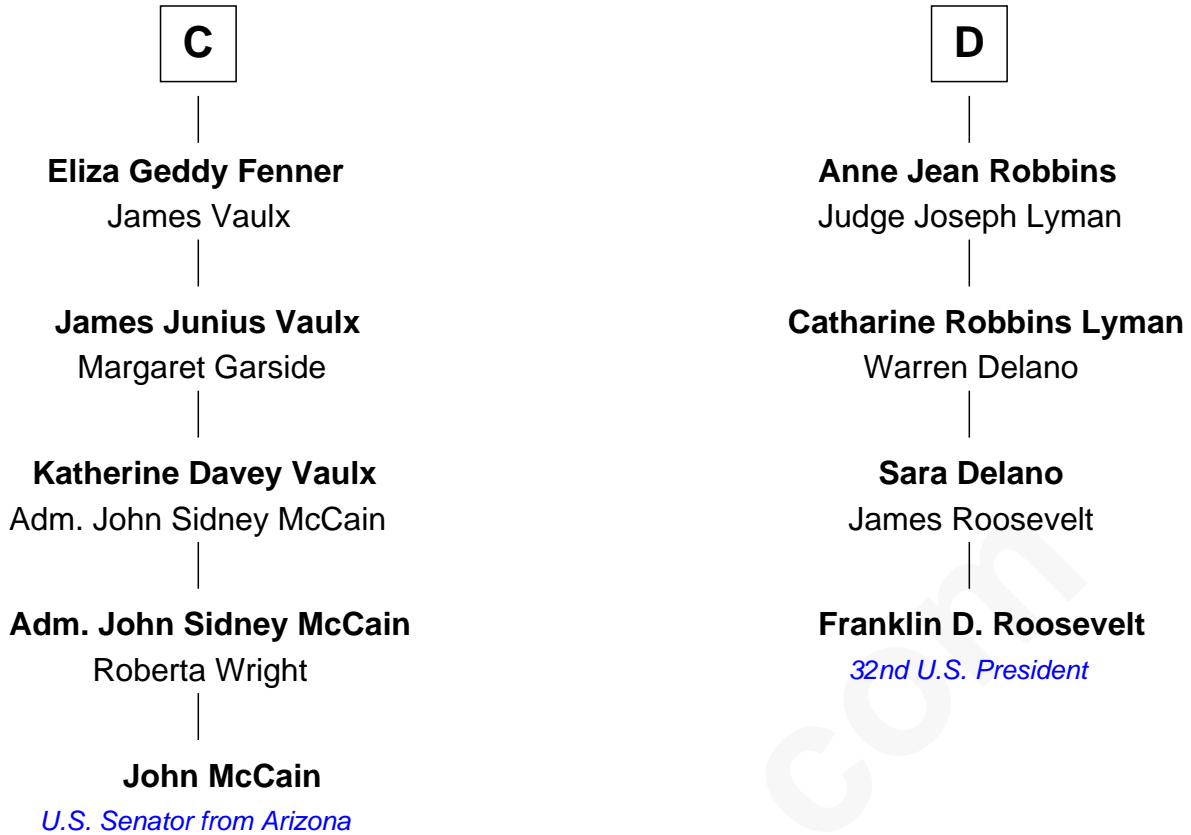 C
Eliza Geddy Fenner
James Vaulx
James Junius Vaulx
Margaret Garside
Katherine Davey Vaulx
Adm. John Sidney McCain
Adm. John Sidney McCain
Roberta Wright
John McCain
U.S. Senator from Arizona
D
Anne Jean Robbins
Judge Joseph Lyman
Catharine Robbins Lyman
Warren Delano
Sara Delano
James Roosevelt
Franklin D. Roosevelt
32nd U.S. President
com